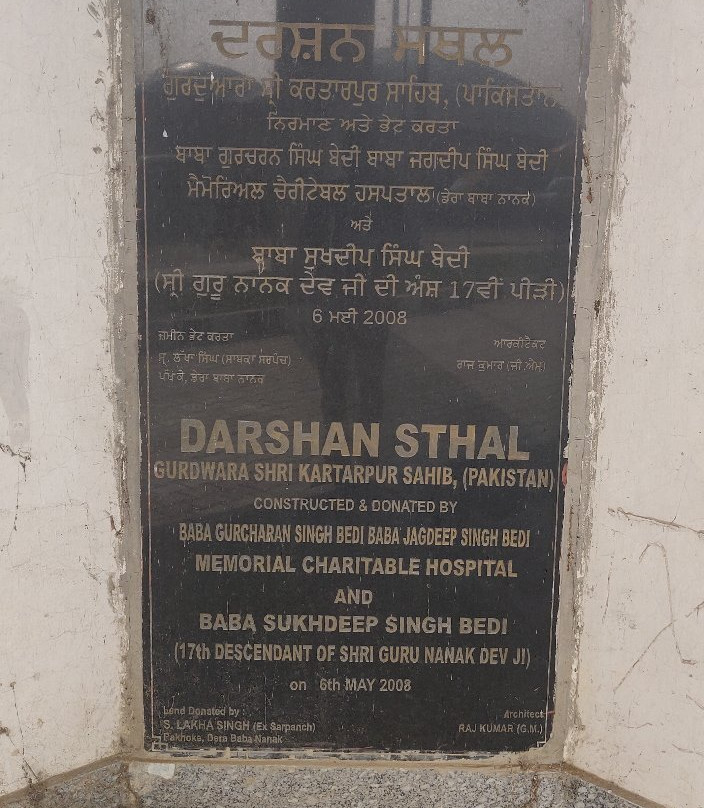 ਦਰਸ਼ਨ ਸਥਲ
ਗੁਰਦੁਆਰਾ ਸ਼੍ਰੀ ਕਰਤਾਰਪੁਰ ਸਾਹਿਬ, (ਪਾਕਿਸਤਾਨ
ਨਿਰਮਾਣ ਅਤੇ ਭੇਟ ਕਰਤਾ
ਬਾਬਾ ਗੁਰਚਰਨ ਸਿੰਘ ਬੇਦੀ ਬਾਬਾ ਜਗਦੀਪ ਸਿੰਘ ਬੇਦੀ
ਮੈਮੋਰਿਅਲ ਚੈਰੀਟੇਬਲ ਹਸਪਤਾਲ (ਡੇਰਾ ਬਾਬਾ ਨਾਨਕ)
ਅਤੇ
ਬਾਬਾ ਸੁਖਦੀਪ ਸਿੰਘ ਬੇਦੀ
(ਸ੍ਰੀ ਗੁਰੂ ਨਾਨਕ ਦੇਵ ਜੀ ਦੀ ਅੰਸ਼ 17ਵੀਂ ਪੀੜੀ)
6 ਮਈ 2008
ਜ਼ਮੀਨ ਭੇਟ ਕਰਤਾ
ਸ੍ਰ. ਲੱਖਾ ਸਿੰਘ (ਸਾਬਕਾ ਸਰਪੰਚ)
ਪੱਖੋਕੇ, ਡੇਰਾ ਬਾਬਾ ਨਾਨਕ
ਆਰਕੀਟੈਕਟ
ਰਾਜ ਕੁਮਾਰ (ਜੀ.ਐਮ)
DARSHAN STHAL
GURDWARA SHRI KARTARPUR SAHIB, (PAKISTAN)
CONSTRUCTED & DONATED BY
BABA GURCHARAN SINGH BEDI BABA JAGDEEP SINGH BEDI
MEMORIAL CHARITABLE HOSPITAL
AND
BABA SUKHDEEP SINGH BEDI
(17th DESCENDANT OF SHRI GURU NANAK DEV JI)
on 6th MAY 2008
Land Donated by :
S. LAKHA SINGH (Ex Sarpanch)
Pakhoke, Dera Baba Nanak
Architect
RAJ KUMAR (G.M.)